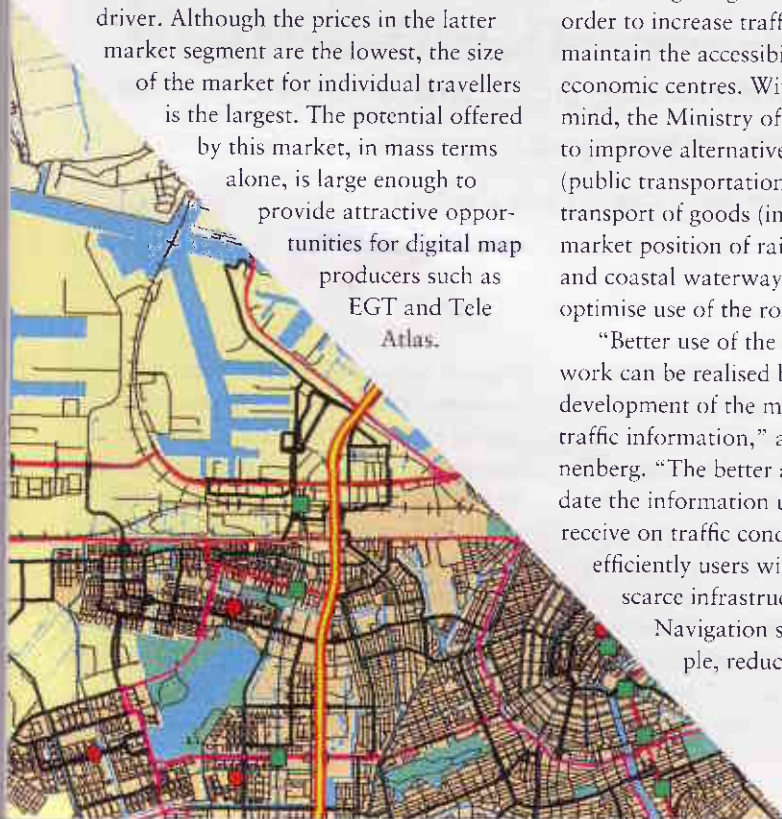 driver. Although the prices in the latter
market segment are the lowest, the size
of the market for individual travellers
is the largest. The potential offered
by this market, in mass terms
alone, is large enough to
provide attractive oppor-
tunities for digital map
producers such as
EGT and Tele
Atlas.
order to increase traff
maintain the accessibi
economic centres. Wi
mind, the Ministry of
to improve alternative
(public transportation
transport of goods (in
market position of rai
and coastal waterway
optimise use of the ro
“Better use of the
work can be realised b
development of the m
traffic information,” a
nenberg. “The better a
date the information u
receive on traffic cond
efficiently users wi
scarce infrastruc
Navigation s
ple, reduc